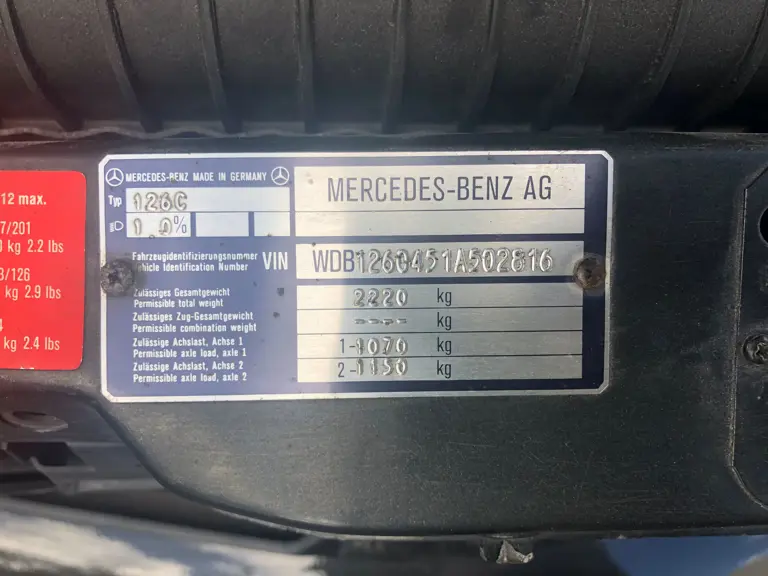 12 max.
7/201
kg 2.2 lbs
/126
kg 2.9 lbs
kg 2.4 lbs
MERCEDES-BENZ MADE IN GERMANY
Typ 126C
1.0%
MERCEDES-BENZ AG
Fahrzeugidentifizierungsnummer
Vehicle Identification Number
VIN WDB1260451A502816
Zulässiges Gesamtgewicht
Permissible total weight
2220 kg
Zulässiges Zug-Gesamtgewicht
Permissible combination weight
---- kg
Zulässige Achslast, Achse 1
Permissible axle load, axle 1
1-1070 kg
Zulässige Achslast, Achse 2
Permissible axle load, axle 2
2-1150 kg